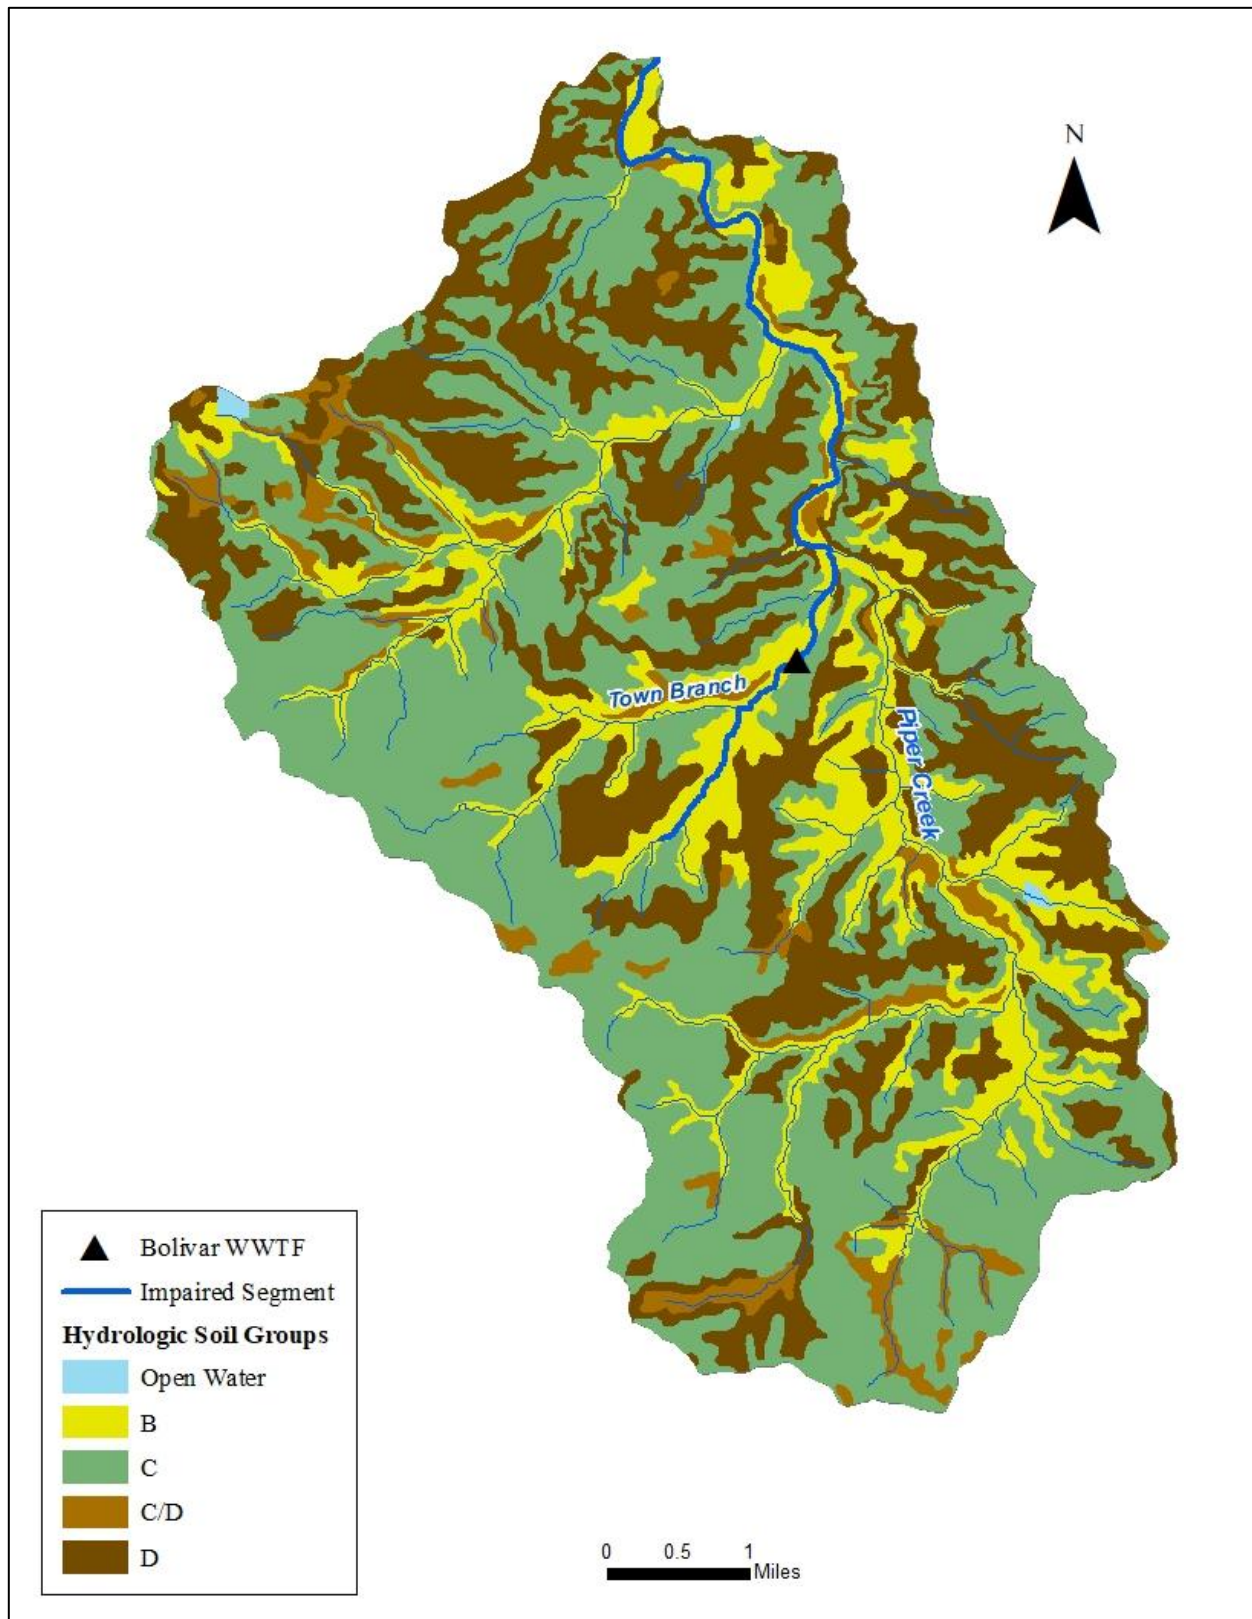 N
Town Branch
Piper Creek
Bolivar WWTF
Impaired Segment
Hydrologic Soil Groups
Open Water
B
C
C/D
D
0 0.5 1
Miles